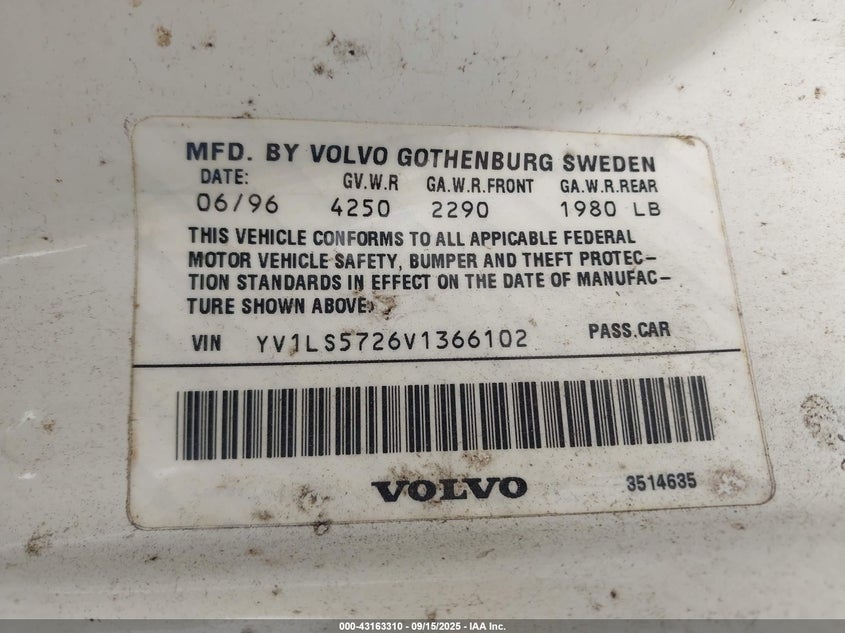 MFD. BY VOLVO GOTHENBURG SWEDEN
DATE: GV.W.R GA.W.R.FRONT GA.W.R.REAR
06/96 4250 2290 1980 LB
THIS VEHICLE CONFORMS TO ALL APPICABLE FEDERAL
MOTOR VEHICLE SAFETY, BUMPER AND THEFT PROTEC-
TION STANDARDS IN EFFECT ON THE DATE OF MANUFAC-
TURE SHOWN ABOVE.
VIN YV1LS5726V1366102 PASS.CAR
VOLVO 3514635
000-43163310 - 09/15/2025 - IAA Inc.